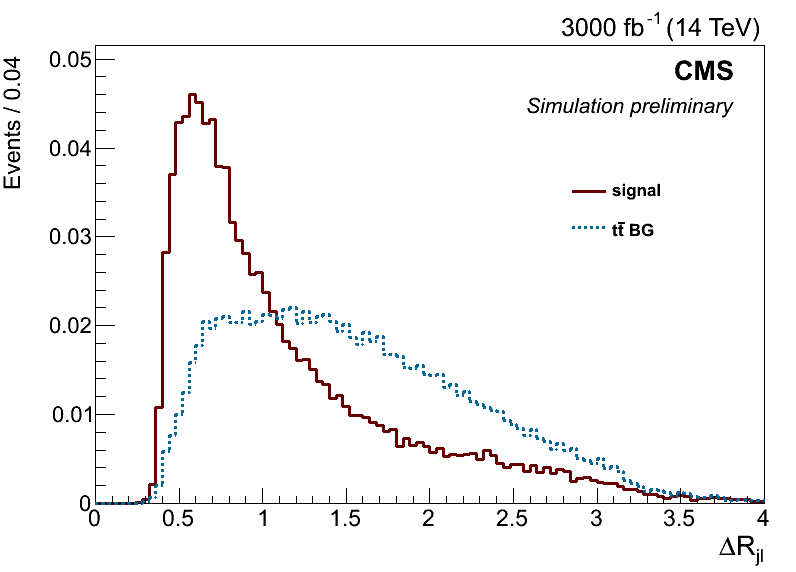 3000 fb⁻¹ (14 TeV)
CMS
Simulation preliminary
signal
tt̄ BG
Events / 0.04
0.05
0.04
0.03
0.02
0.01
0
0 0.5 1 1.5 2 2.5 3 3.5 4
ΔR_jl